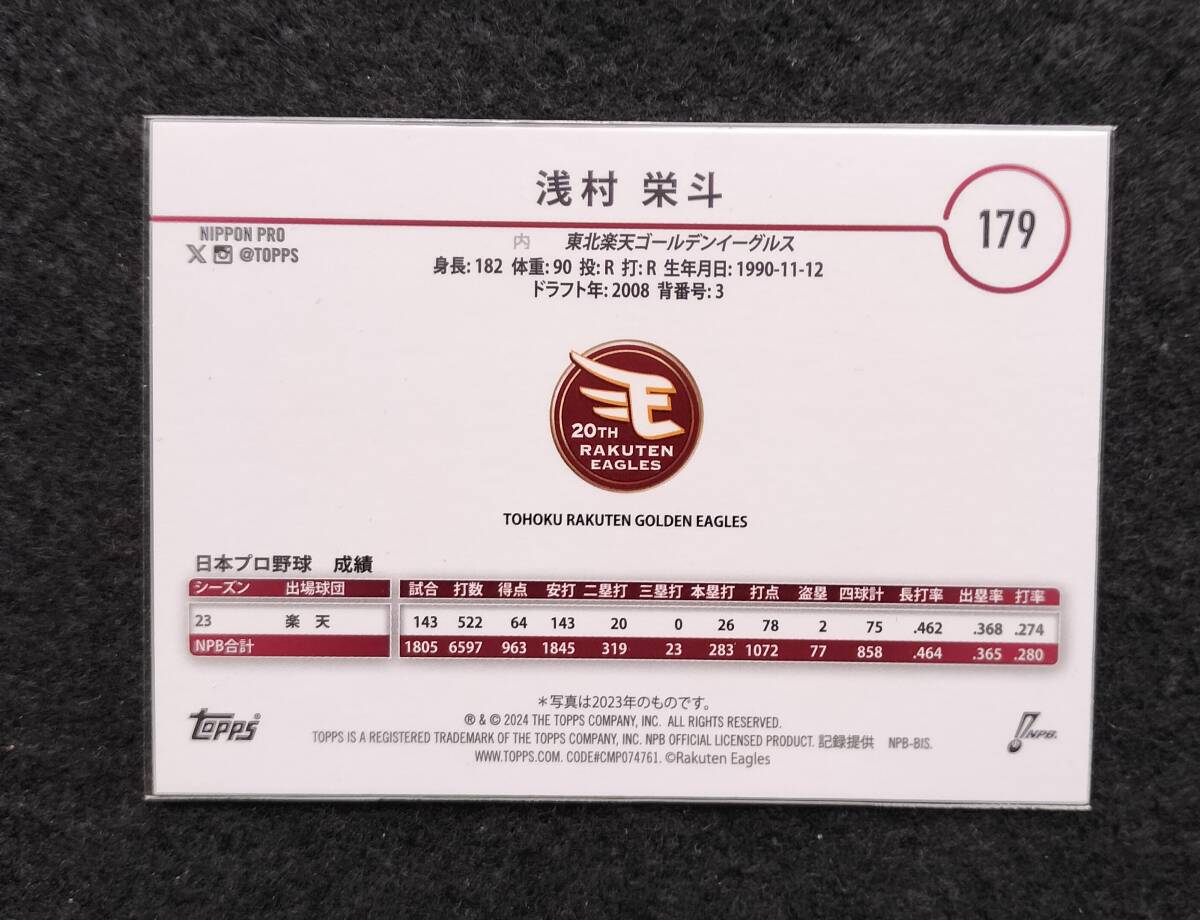 浅村 栄斗
179
NIPPON PRO
@TOPPS
内 東北楽天ゴールデンイーグルス
身長: 182 体重: 90 投: R 打: R 生年月日: 1990-11-12
ドラフト年: 2008 背番号: 3
20TH
RAKUTEN
EAGLES
TOHOKU RAKUTEN GOLDEN EAGLES
日本プロ野球 成績
シーズン 出場球団 試合 打数 得点 安打 二塁打 三塁打 本塁打 打点 盗塁 四球計 長打率 出塁率 打率
23 楽天 143 522 64 143 20 0 26 78 2 75 .462 .368 .274
NPB合計 1805 6597 963 1845 319 23 283 1072 77 858 .464 .365 .280
＊写真は2023年のものです。
® & © 2024 THE TOPPS COMPANY, INC. ALL RIGHTS RESERVED.
TOPPS IS A REGISTERED TRADEMARK OF THE TOPPS COMPANY, INC. NPB OFFICIAL LICENSED PRODUCT. 記録提供 NPB-BIS.
WWW.TOPPS.COM. CODE#CMP074761. ©Rakuten Eagles
TOPPS®
NPB.